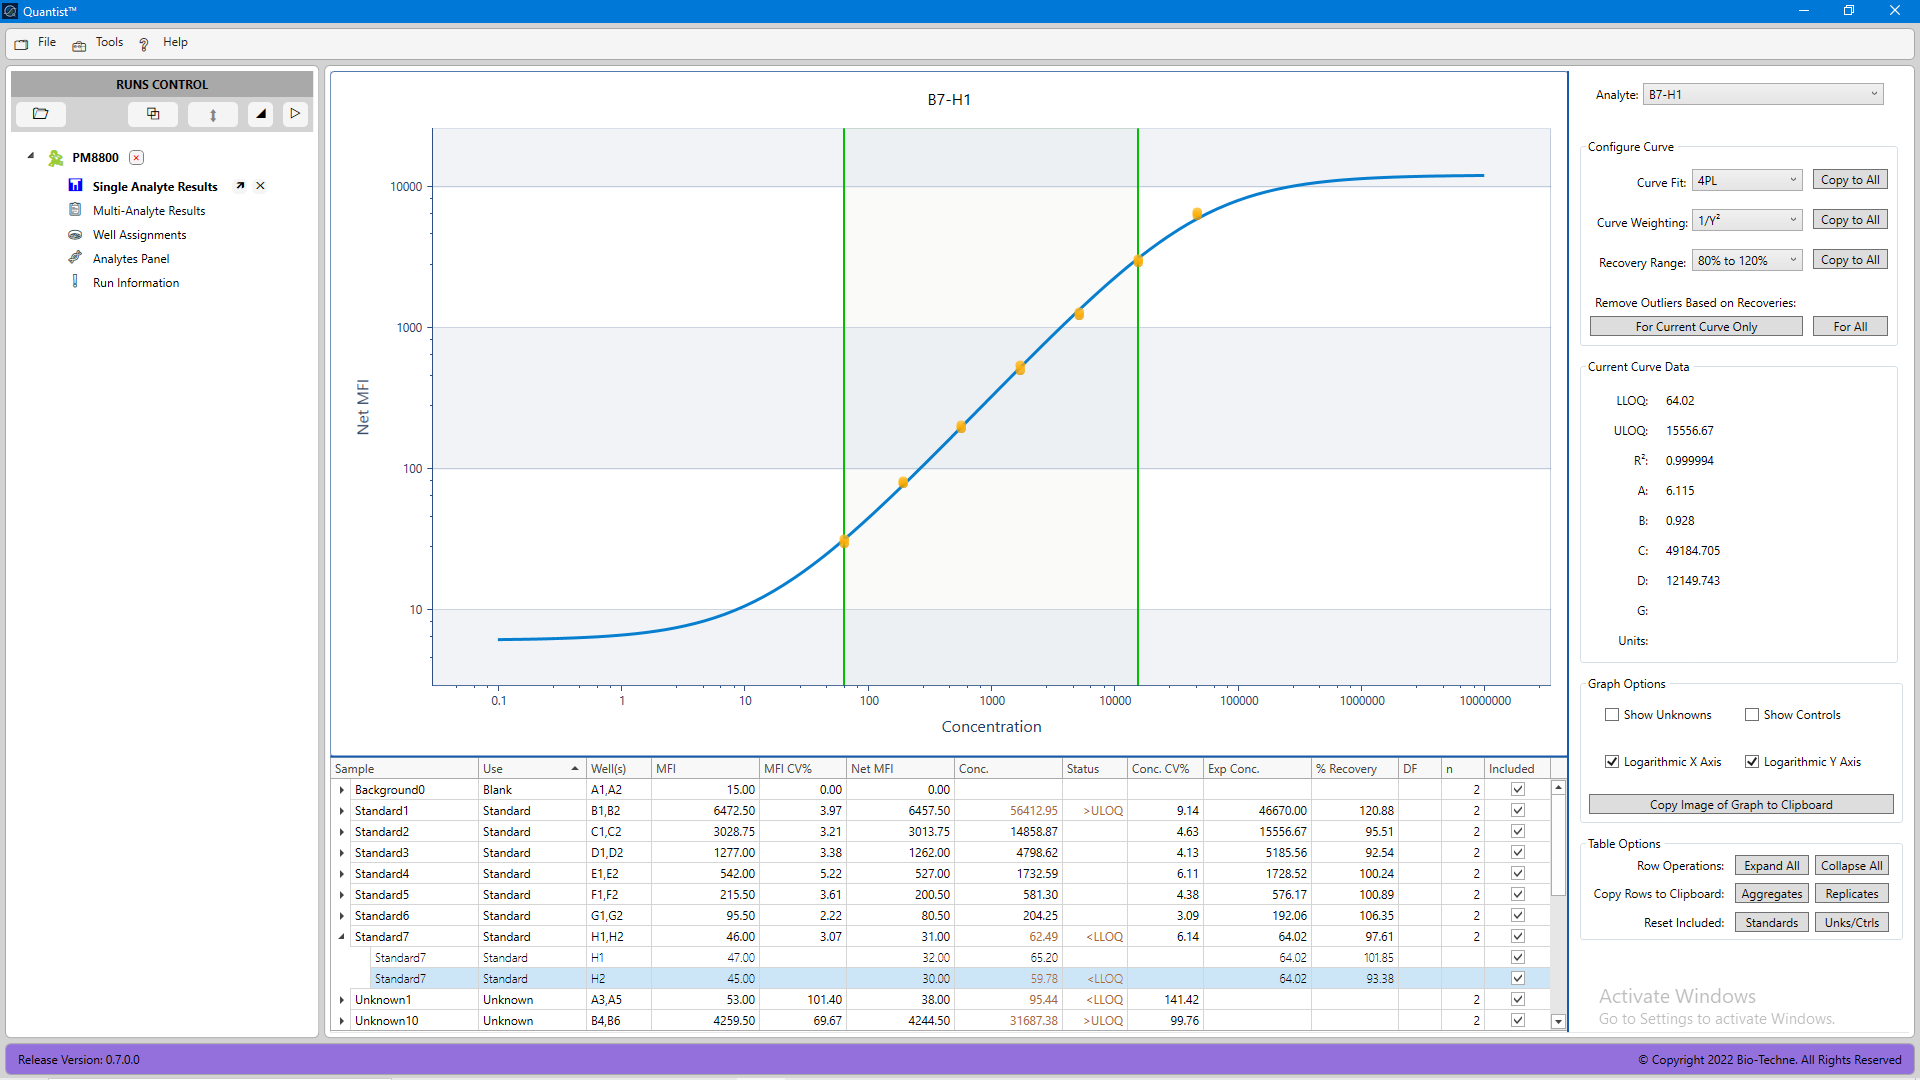 Quantist™
File Tools Help
RUNS CONTROL
PM8800
Single Analyte Results
Multi-Analyte Results
Well Assignments
Analytes Panel
Run Information
B7-H1
10000
1000
100
10
Net MFI
0.1 1 10 100 1000 10000 100000 1000000 10000000
Concentration
Sample Use Well(s) MFI MFI CV% Net MFI Conc. Status Conc. CV% Exp Conc. % Recovery DF n Included
Background0 Blank A1,A2 15.00 0.00 0.00 2
Standard1 Standard B1,B2 6472.50 3.97 6457.50 56412.95 >ULOQ 9.14 46670.00 120.88 2
Standard2 Standard C1,C2 3028.75 3.21 3013.75 14858.87 4.63 15556.67 95.51 2
Standard3 Standard D1,D2 1277.00 3.38 1262.00 4798.62 4.13 5185.56 92.54 2
Standard4 Standard E1,E2 542.00 5.22 527.00 1732.59 6.11 1728.52 100.24 2
Standard5 Standard F1,F2 215.50 3.61 200.50 581.30 4.38 576.17 100.89 2
Standard6 Standard G1,G2 95.50 2.22 80.50 204.25 3.09 192.06 106.35 2
Standard7 Standard H1,H2 46.00 3.07 31.00 62.49 <LLOQ 6.14 64.02 97.61 2
Standard7 Standard H1 47.00 32.00 65.20 64.02 101.85
Standard7 Standard H2 45.00 30.00 59.78 <LLOQ 64.02 93.38
Unknown1 Unknown A3,A5 53.00 101.40 38.00 95.44 <LLOQ 141.42 2
Unknown10 Unknown B4,B6 4259.50 69.67 4244.50 31687.38 >ULOQ 99.76 2
Analyte: B7-H1
Configure Curve
Curve Fit: 4PL Copy to All
Curve Weighting: 1/Y² Copy to All
Recovery Range: 80% to 120% Copy to All
Remove Outliers Based on Recoveries:
For Current Curve Only For All
Current Curve Data
LLOQ: 64.02
ULOQ: 15556.67
R²: 0.999994
A: 6.115
B: 0.928
C: 49184.705
D: 12149.743
G:
Units:
Graph Options
Show Unknowns Show Controls
Logarithmic X Axis Logarithmic Y Axis
Copy Image of Graph to Clipboard
Table Options
Row Operations: Expand All Collapse All
Copy Rows to Clipboard: Aggregates Replicates
Reset Included: Standards Unks/Ctrls
Activate Windows
Go to Settings to activate Windows.
Release Version: 0.7.0.0
© Copyright 2022 Bio-Techne. All Rights Reserved